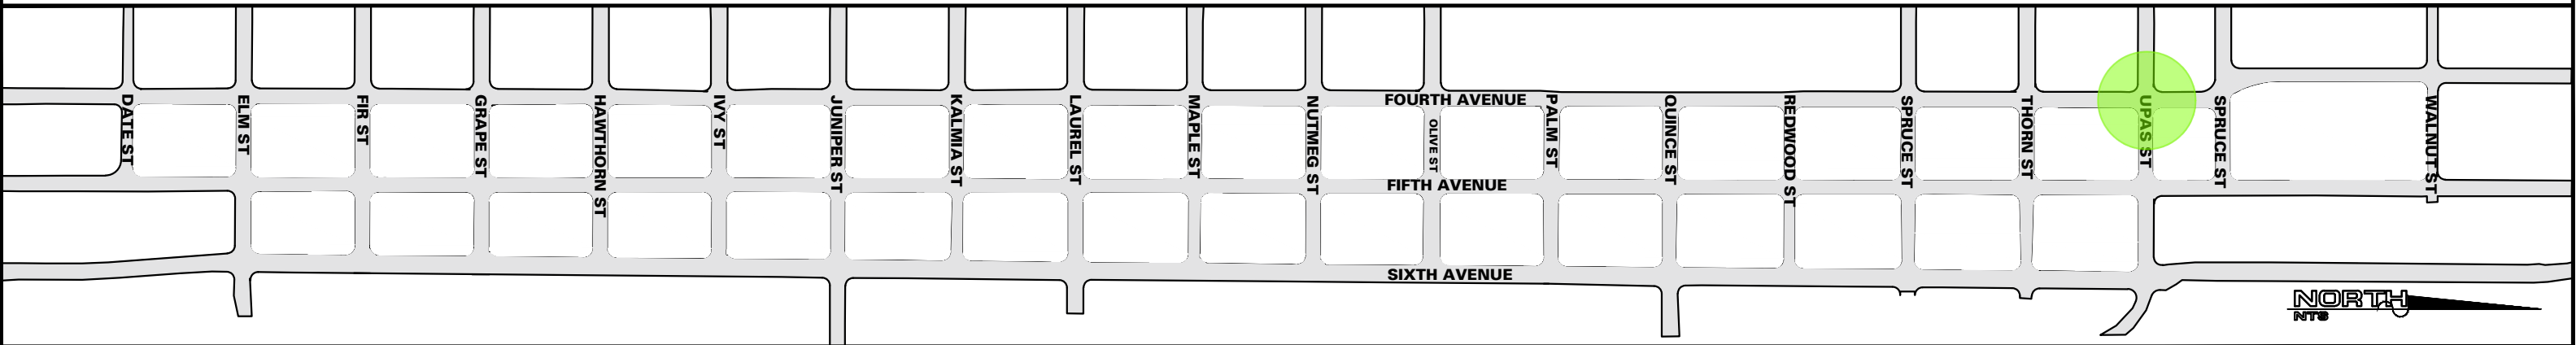 DATE ST
ELM ST
FIR ST
GRAPE ST
HAWTHORN ST
IVY ST
JUNIPER ST
KALMIA ST
LAUREL ST
MAPLE ST
NUTMEG ST
FOURTH AVENUE
OLIVE ST
FIFTH AVENUE
SIXTH AVENUE
PALM ST
QUINCE ST
REDWOOD ST
SPRUCE ST
THORN ST
UPAS ST
SPRUCE ST
WALNUT ST
NORTH
NTS